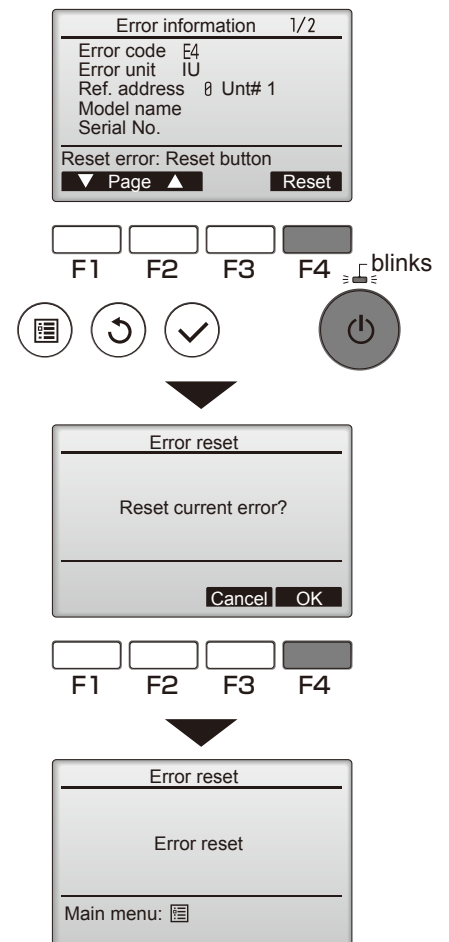 Error information 1/2
Error code E4
Error unit IU
Ref. address 0 Unt# 1
Model name
Serial No.
Reset error: Reset button
▼ Page ▲ Reset
F1 F2 F3 F4
blinks
Error reset
Reset current error?
Cancel OK
F1 F2 F3 F4
Error reset
Error reset
Main menu: